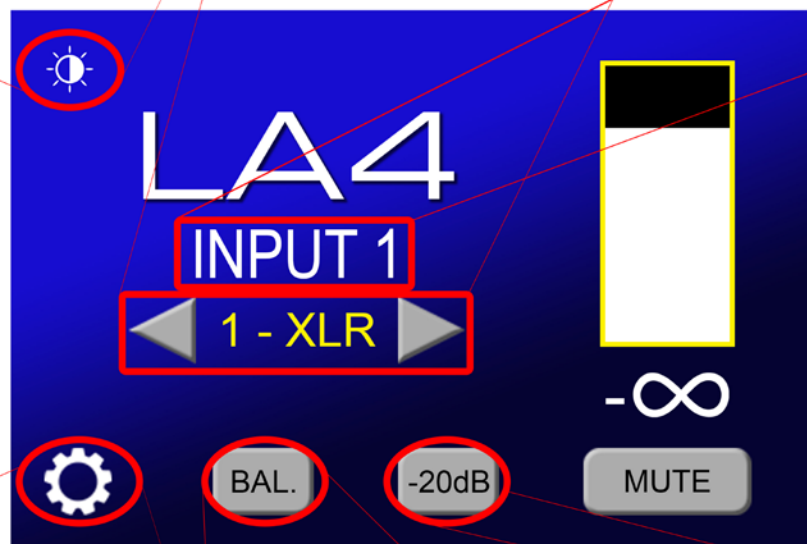 LA4
INPUT 1
1 - XLR
-∞
BAL.
-20dB
MUTE